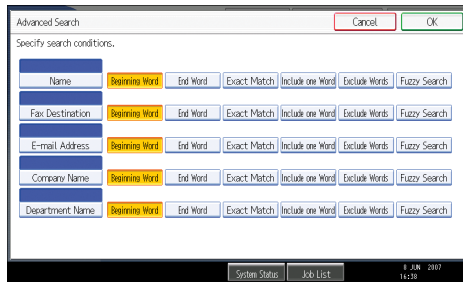 Advanced Search Cancel OK
Specify search conditions.
Name Beginning Word End Word Exact Match Include one Word Exclude Words Fuzzy Search
Fax Destination Beginning Word End Word Exact Match Include one Word Exclude Words Fuzzy Search
E-mail Address Beginning Word End Word Exact Match Include one Word Exclude Words Fuzzy Search
Company Name Beginning Word End Word Exact Match Include one Word Exclude Words Fuzzy Search
Department Name Beginning Word End Word Exact Match Include one Word Exclude Words Fuzzy Search
System Status Job List JUN 2007
16:38